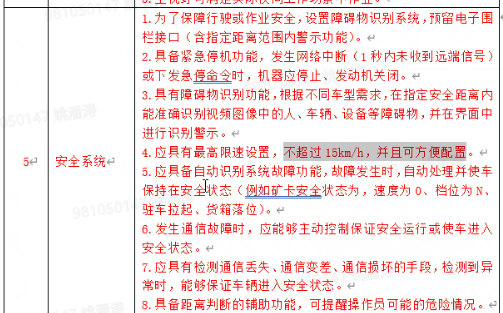 1.为了保障行驶或作业安全，设置障碍物识别系统，预留电子围
栏接口（含指定距离范围内警示功能）。
2.具备紧急停机功能，发生网络中断（1秒内未收到远端信号）
或下发急停命令时，机器应停止、发动机关闭。
3.具有障碍物识别功能，根据不同车型需求，在指定安全距离内
能准确识别视频图像中的人、车辆、设备等障碍物，并在界面中
进行识别警示。
4.应具有最高限速设置，不超过15km/h，并且可方便配置。
5
安全系统
5.应具备自动识别系统故障功能，故障发生时，自动处理并使车
保持在安全状态（例如矿卡安全状态为，速度为0、档位为N、
驻车拉起、货箱落位）。
6.发生通信故障时，应能够主动控制保证安全运行或使车进入
安全状态。
7.应具有检测通信丢失、通信变差、通信损坏的手段，检测到异
常时，能够保证车辆进入安全状态。
8.具备距离判断的辅助功能，可提醒操作员可能的危险情况。